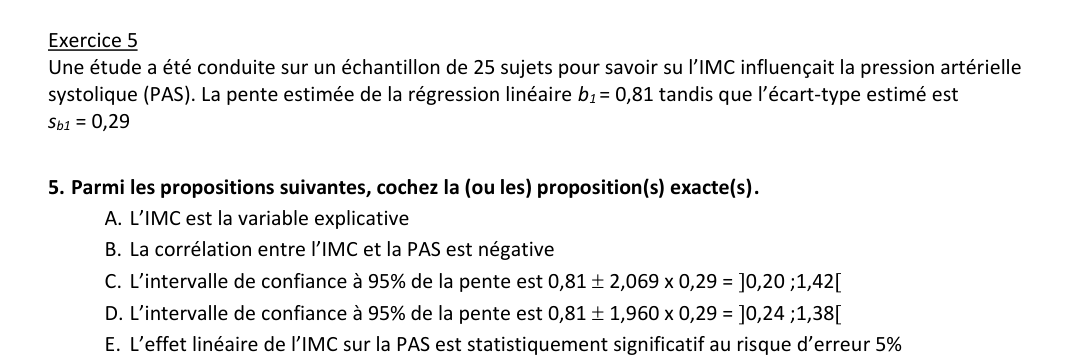 Exercice 5
Une étude a été conduite sur un échantillon de 25 sujets pour savoir su l’IMC influençait la pression artérielle
systolique (PAS). La pente estimée de la régression linéaire b1 = 0,81 tandis que l’écart-type estimé est
sb1 = 0,29
5. Parmi les propositions suivantes, cochez la (ou les) proposition(s) exacte(s).
A. L’IMC est la variable explicative
B. La corrélation entre l’IMC et la PAS est négative
C. L’intervalle de confiance à 95% de la pente est 0,81 ± 2,069 x 0,29 = ]0,20 ;1,42[
D. L’intervalle de confiance à 95% de la pente est 0,81 ± 1,960 x 0,29 = ]0,24 ;1,38[
E. L’effet linéaire de l’IMC sur la PAS est statistiquement significatif au risque d’erreur 5%